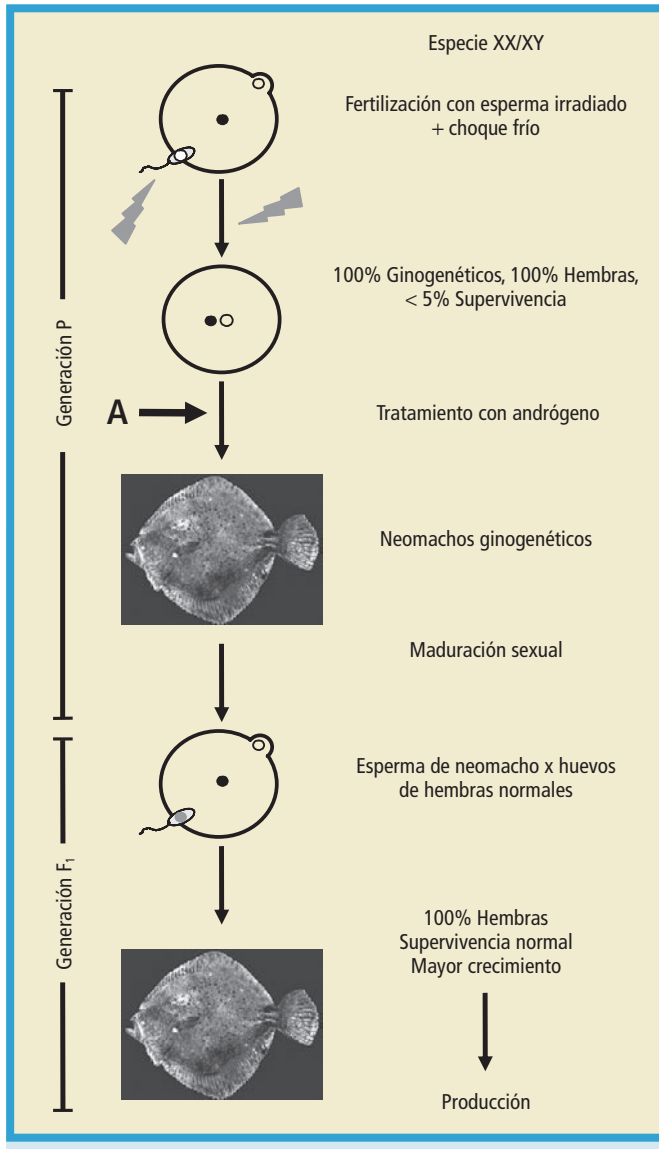 Especie XX/XY
Fertilización con esperma irradiado
+ choque frío
100% Ginogenéticos, 100% Hembras,
< 5% Supervivencia
Generación P
A
Tratamiento con andrógeno
Neomachos ginogenéticos
Maduración sexual
Esperma de neomacho x huevos
de hembras normales
Generación F₁
100% Hembras
Supervivencia normal
Mayor crecimiento
Producción